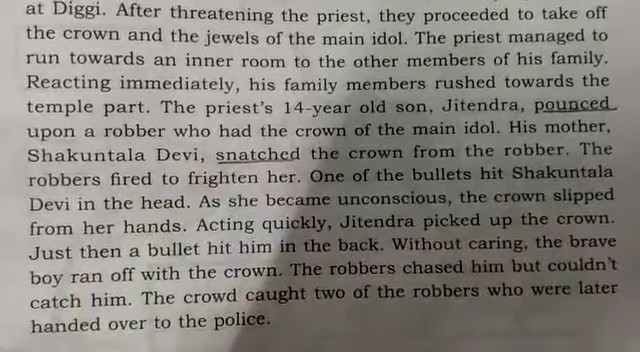 at Diggi. After threatening the priest, they proceeded to take off
the crown and the jewels of the main idol. The priest managed to
run towards an inner room to the other members of his family.
Reacting immediately, his family members rushed towards the
temple part. The priest's 14-year old son, Jitendra, pounced
upon a robber who had the crown of the main idol. His mother,
Shakuntala Devi, snatched the crown from the robber. The
robbers fired to frighten her. One of the bullets hit Shakuntala
Devi in the head. As she became unconscious, the crown slipped
from her hands. Acting quickly, Jitendra picked up the crown.
Just then a bullet hit him in the back. Without caring, the brave
boy ran off with the crown. The robbers chased him but couldn't
catch him. The crowd caught two of the robbers who were later
handed over to the police.